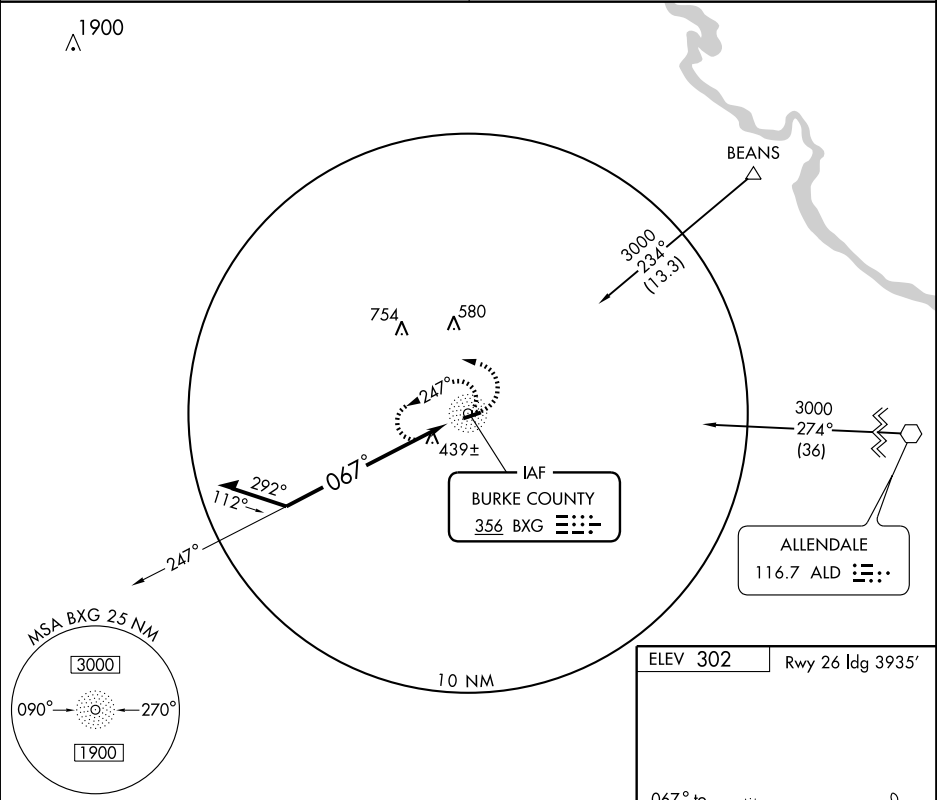 1900
BEANS
3000
234°
(13.3)
754
580
247°
3000
274°
(36)
439±
067°
292°
112°
247°
IAF
BURKE COUNTY
356 BXG
ALLENDALE
116.7 ALD
MSA BXG 25 NM
3000
090°
270°
1900
10 NM
ELEV 302
Rwy 26 ldg 3935'